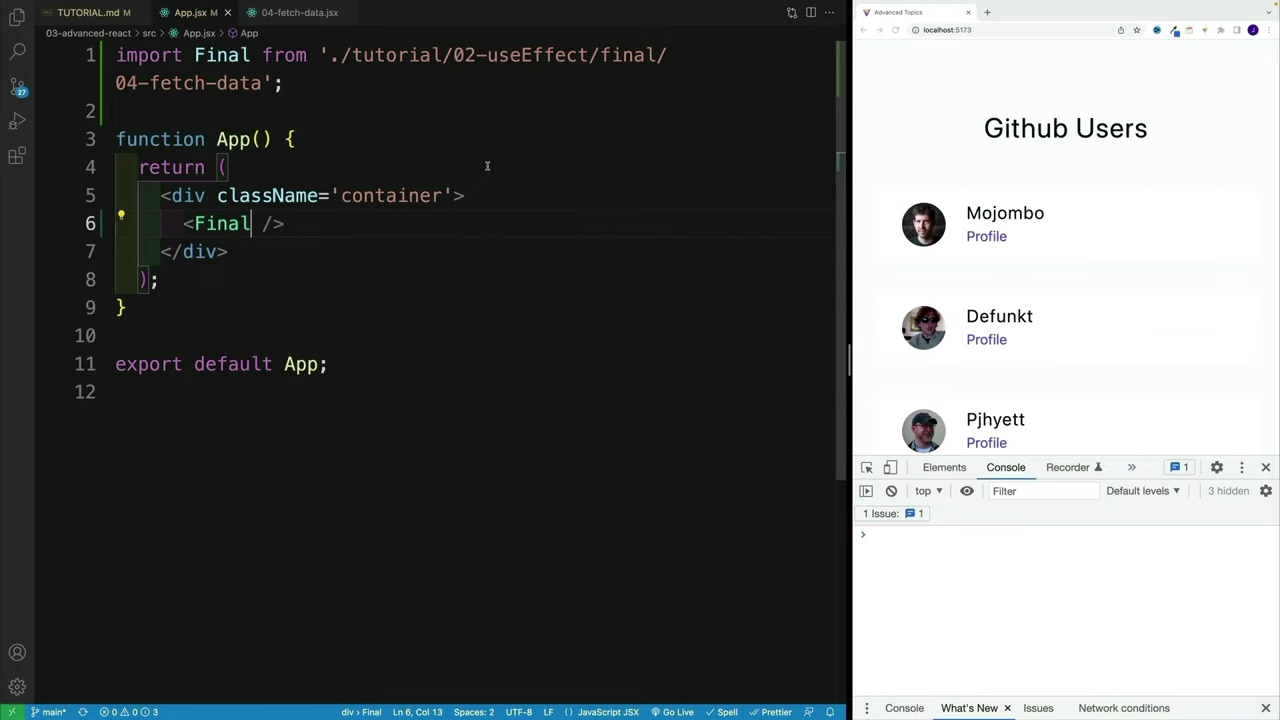 TUTORIAL.md M
App.jsx M
04-fetch-data.jsx
03-advanced-react > src > App.jsx > App
1 import Final from './tutorial/02-useEffect/final/
04-fetch-data';
2
3 function App() {
4 return (
5 <div className='container'>
6 <Final />
7 </div>
8 );
9 }
10
11 export default App;
12
27
main*
0 0 3
div > Final
Ln 6, Col 13
Spaces: 2
UTF-8
LF
JavaScript JSX
Go Live
Spell
Prettier
Advanced Topics
localhost:5173
J
Github Users
Mojombo
Profile
Defunkt
Profile
Pjhyett
Profile
Elements
Console
Recorder
1
top
Filter
Default levels
3 hidden
1 Issue: 1
Console
What's New
Issues
Network conditions